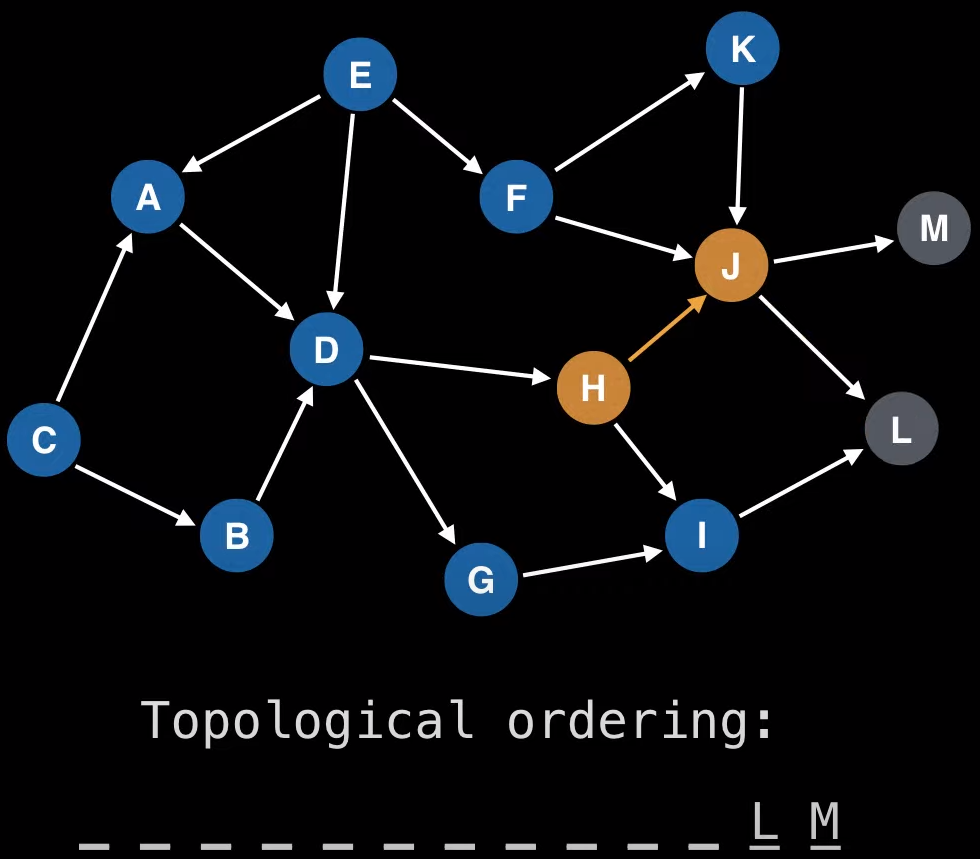 K
E
A
F
M
J
D
H
C
L
B
I
G
Topological ordering:
_ _ _ _ _ _ _ _ _ _ _ L M